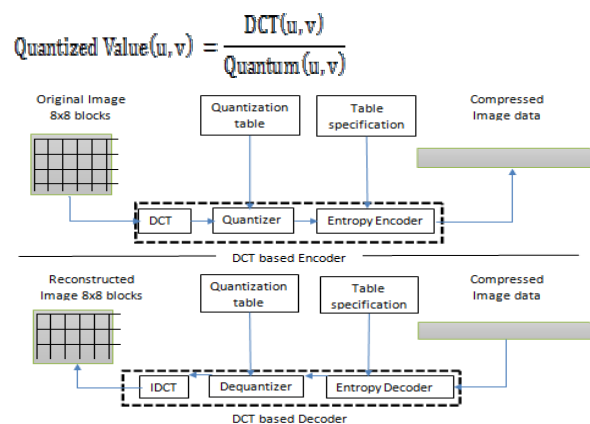 Quantized Value(u, v) = DCT(u, v) / Quantum(u, v)
Original Image
8x8 blocks
Quantization
table
Table
specification
Compressed
Image data
DCT
Quantizer
Entropy Encoder
DCT based Encoder
Reconstructed
Image 8x8 blocks
Quantization
table
Table
specification
Compressed
Image data
IDCT
Dequantizer
Entropy Decoder
DCT based Decoder